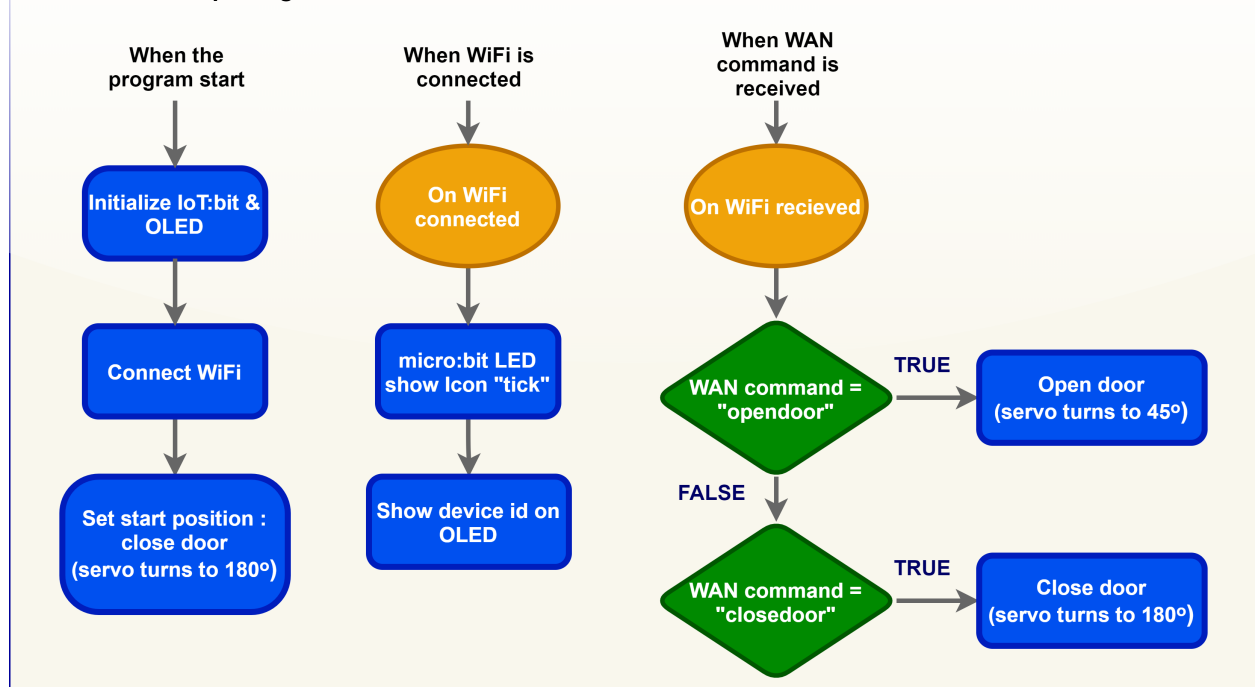 When the
program start
Initialize IoT:bit &
OLED
Connect WiFi
Set start position :
close door
(servo turns to 180º)
When WiFi is
connected
On WiFi
connected
micro:bit LED
show Icon "tick"
Show device id on
OLED
When WAN
command is
received
On WiFi recieved
WAN command =
"opendoor"
TRUE
Open door
(servo turns to 45º)
FALSE
WAN command =
"closedoor"
TRUE
Close door
(servo turns to 180º)